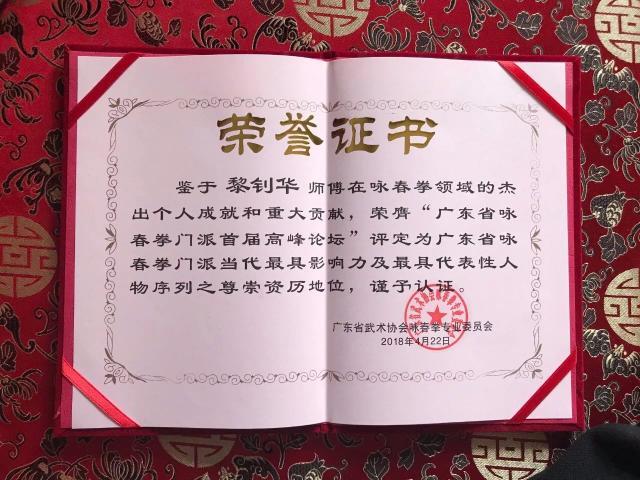 荣誉证书
鉴于 黎钊华 师傅在咏春拳领域的杰
出个人成就和重大贡献，荣膺“广东省咏
春拳门派首届高峰论坛”评定为广东省咏
春拳门派当代最具影响力及最具代表性人
物序列之尊崇资历地位，谨予认证。
广东省武术协会咏春拳专业委员会
2018年4月22日